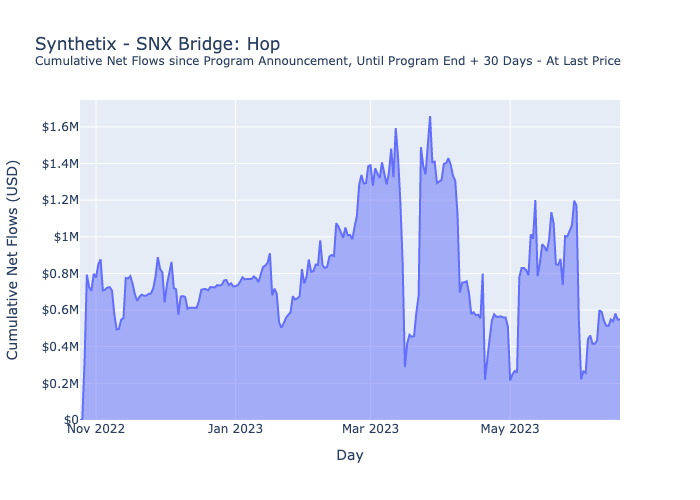 Synthetix - SNX Bridge: Hop
Cumulative Net Flows since Program Announcement, Until Program End + 30 Days - At Last Price
Cumulative Net Flows (USD)
$1.6M
$1.4M
$1.2M
$1M
$0.8M
$0.6M
$0.4M
$0.2M
$0
Nov 2022
Jan 2023
Mar 2023
May 2023
Day